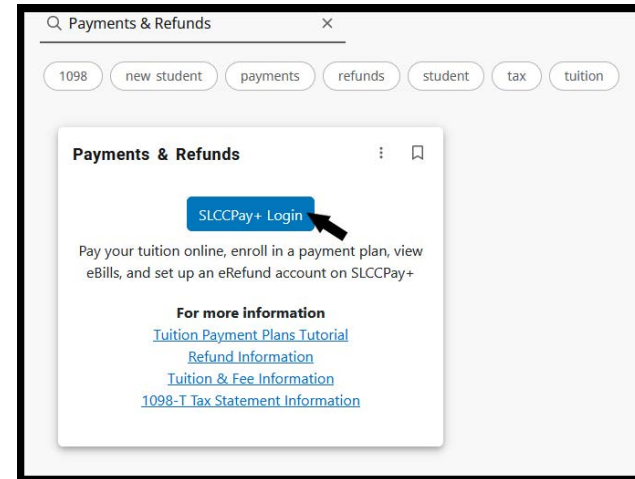 Payments & Refunds
1098 new student payments refunds student tax tuition
Payments & Refunds
SLCCPay+ Login
Pay your tuition online, enroll in a payment plan, view
eBills, and set up an eRefund account on SLCCPay+
For more information
Tuition Payment Plans Tutorial
Refund Information
Tuition & Fee Information
1098-T Tax Statement Information